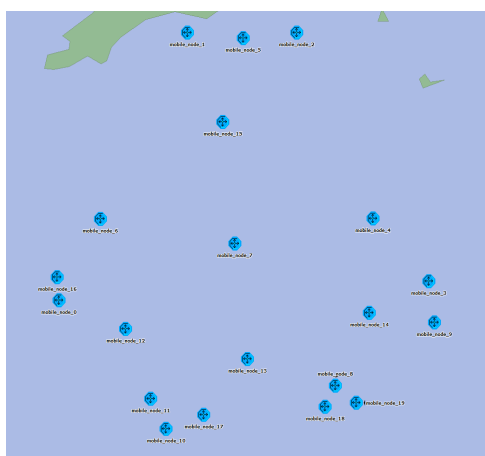 mobile_node_1
mobile_node_5
mobile_node_2
mobile_node_15
mobile_node_6
mobile_node_4
mobile_node_7
mobile_node_16
mobile_node_3
mobile_node_0
mobile_node_14
mobile_node_9
mobile_node_12
mobile_node_13
mobile_node_8
mobile_node_19
mobile_node_11
mobile_node_18
mobile_node_17
mobile_node_10